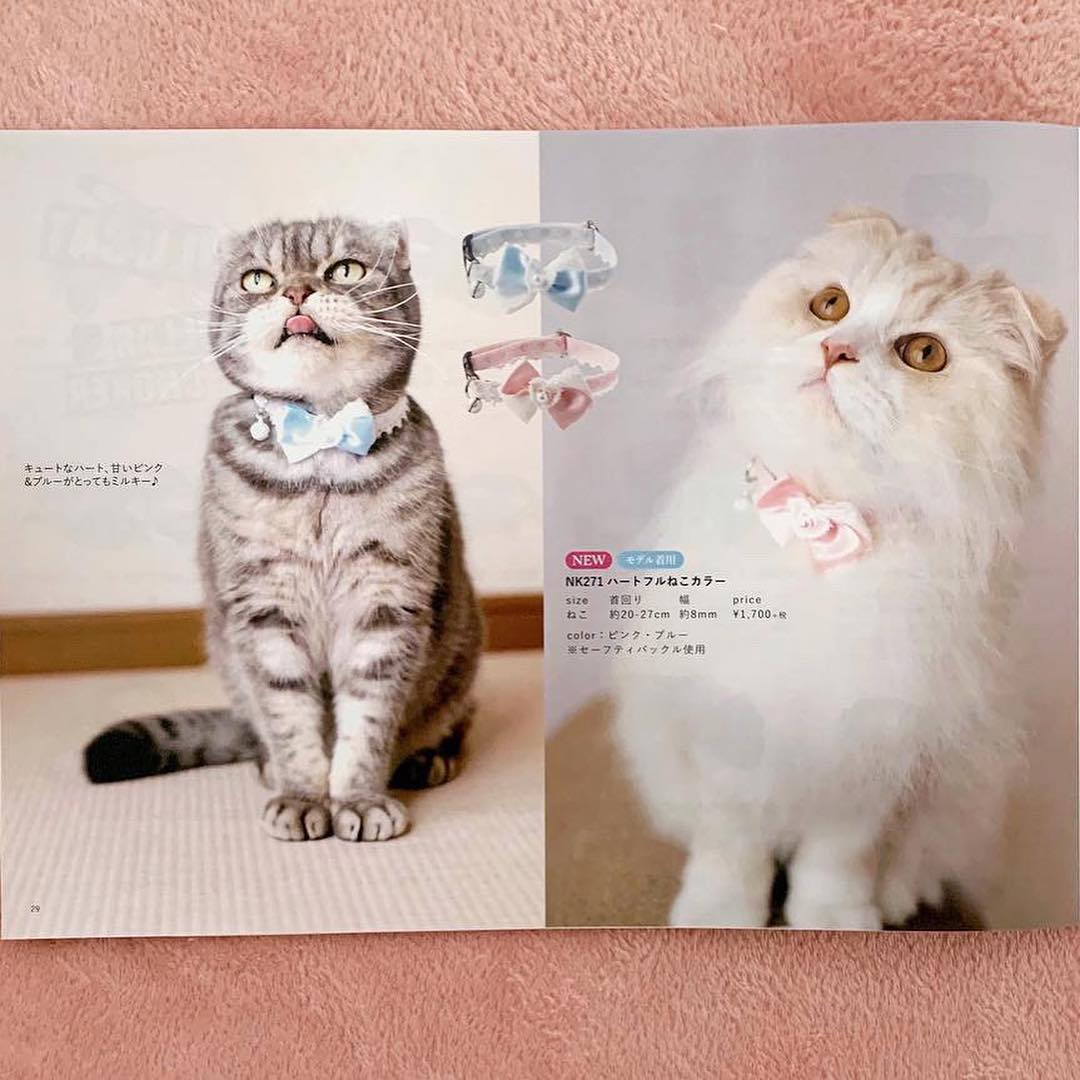 キュートなハート、甘いピンク
&ブルーがとってもミルキー♪
NEW モデル着用
NK271 ハートフルねこカラー
size 首回り 幅 price
ねこ 約20-27cm 約8mm ¥1,700+税
color：ピンク・ブルー
※セーフティバックル使用
29